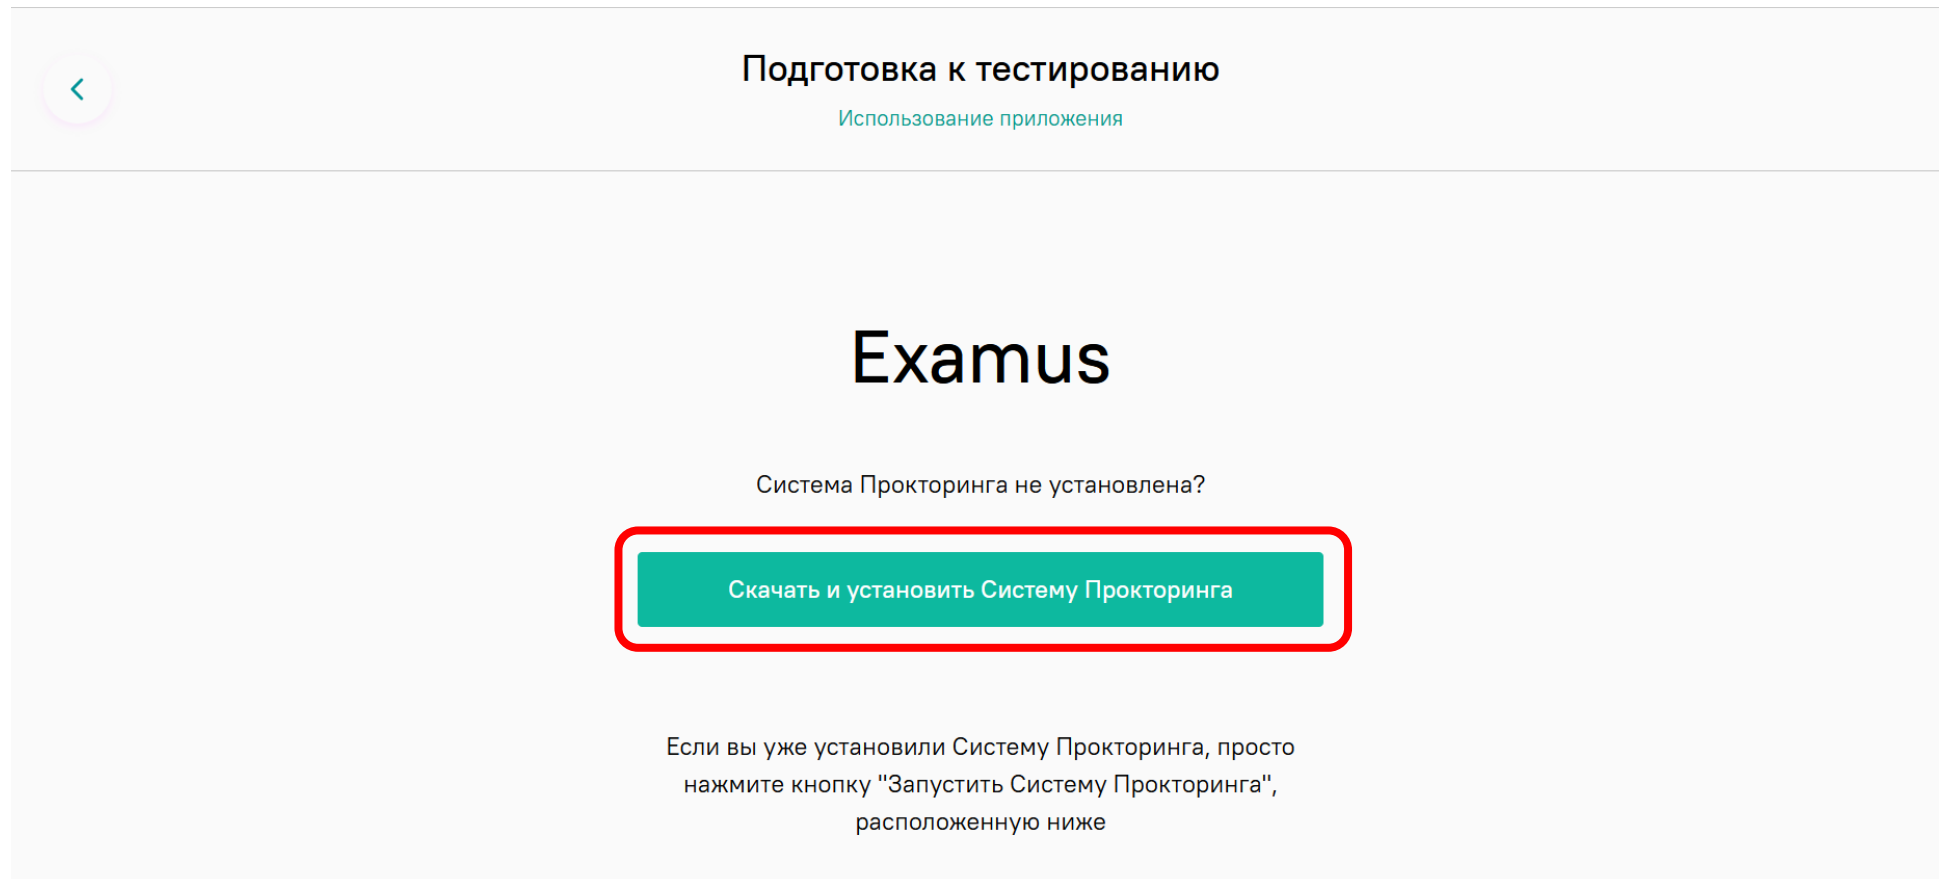 Подготовка к тестированию
Использование приложения
Examus
Система Прокторинга не установлена?
Скачать и установить Систему Прокторинга
Если вы уже установили Систему Прокторинга, просто
нажмите кнопку "Запустить Систему Прокторинга",
расположенную ниже